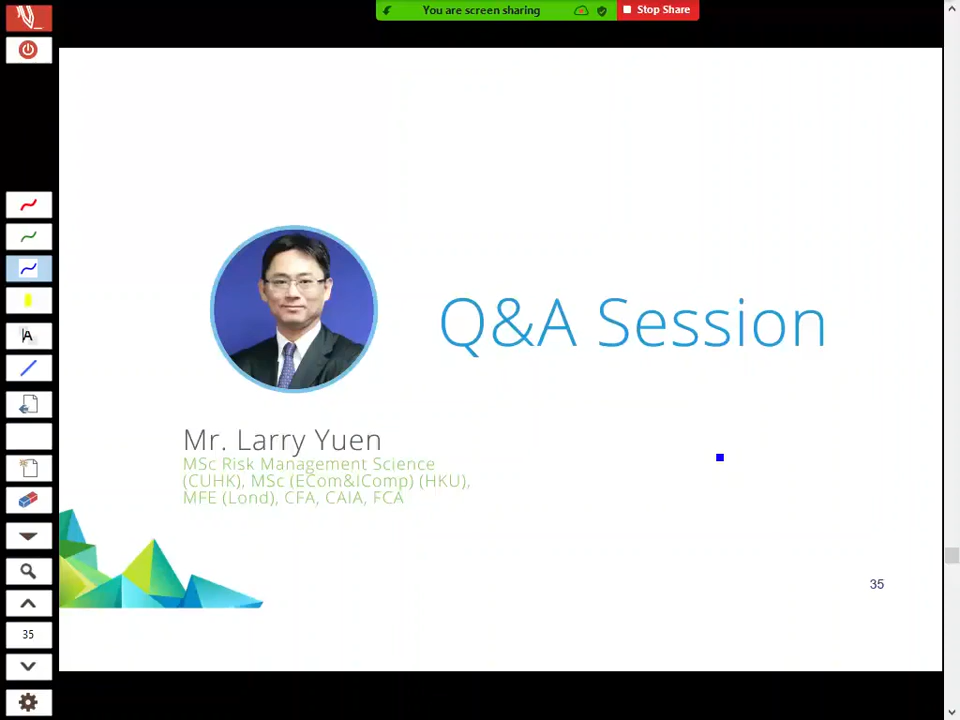 You are screen sharing
Stop Share
A
Q&A Session
Mr. Larry Yuen
MSc Risk Management Science
(CUHK), MSc (ECom&IComp) (HKU),
MFE (Lond), CFA, CAIA, FCA
35
35